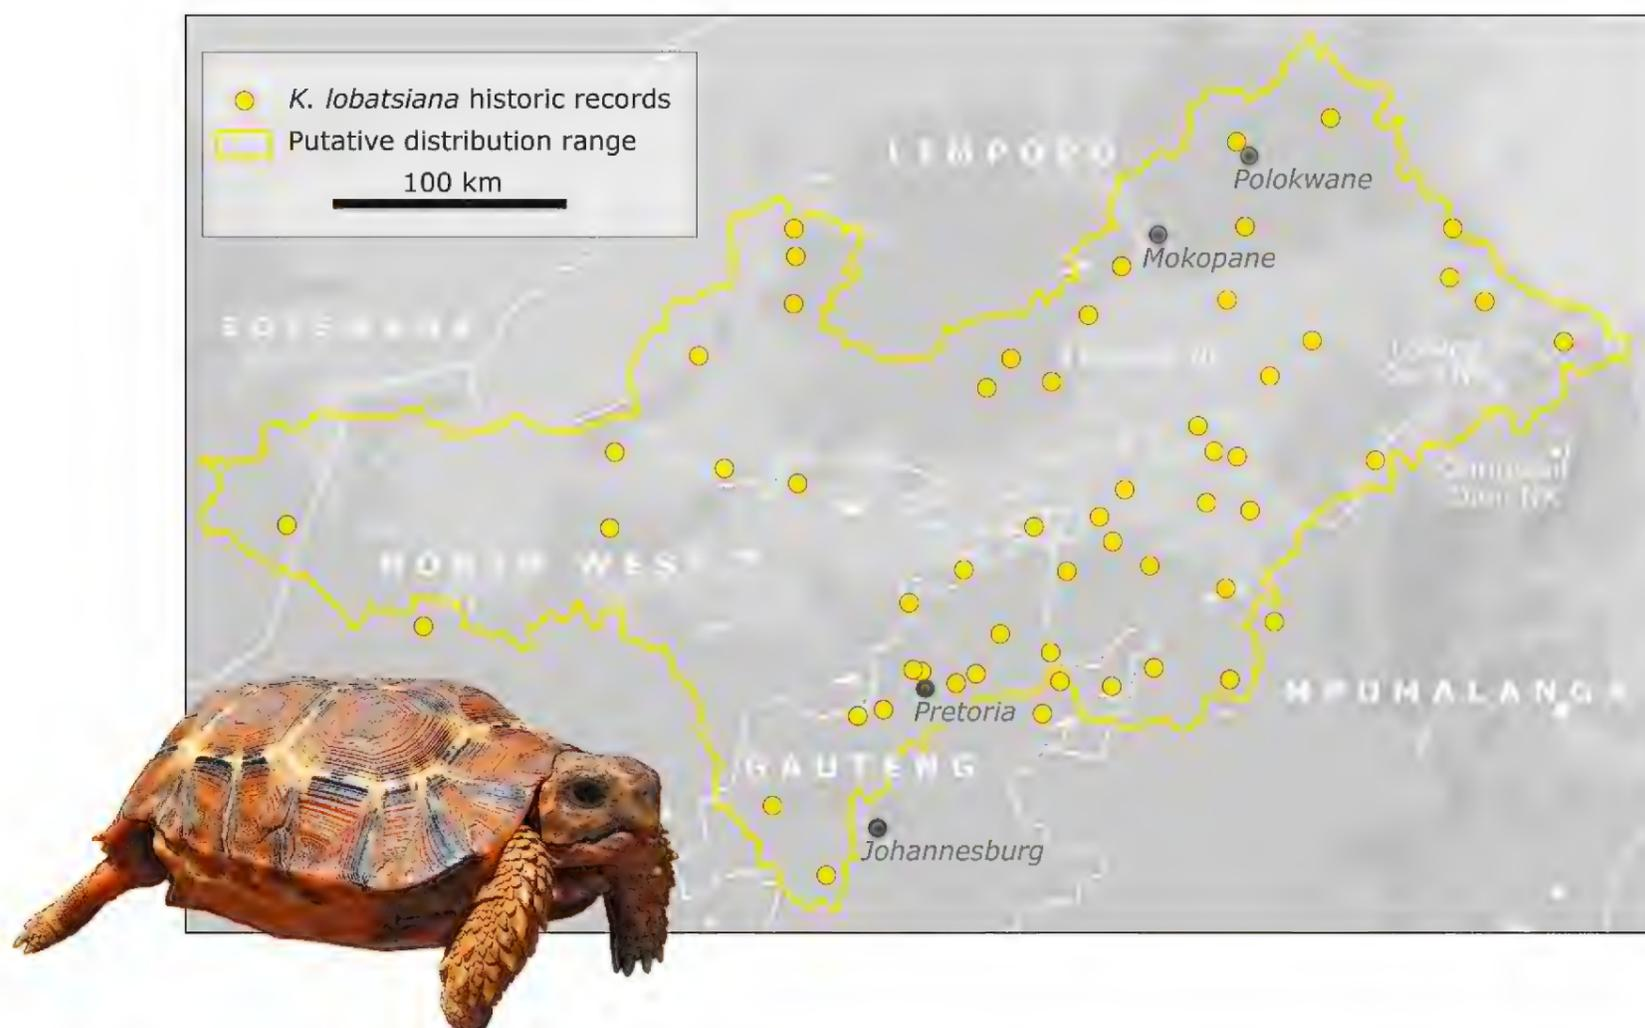 K. lobatsiana historic records
Putative distribution range
100 km
LIMPOPO
Polokwane
Mokopane
BOTSWANA
NORTH WEST
MPUMALANGA
Pretoria
GAUTENG
Johannesburg